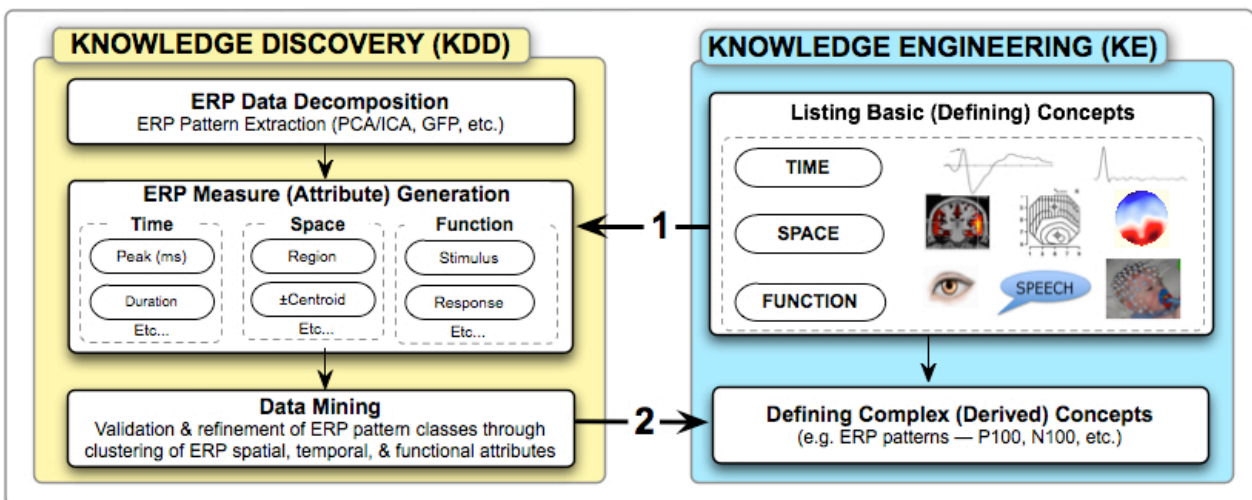 KNOWLEDGE DISCOVERY (KDD)
ERP Data Decomposition
ERP Pattern Extraction (PCA/ICA, GFP, etc.)
ERP Measure (Attribute) Generation
Time
Peak (ms)
Duration
Etc...
Space
Region
±Centroid
Etc...
Function
Stimulus
Response
Etc...
Data Mining
Validation & refinement of ERP pattern classes through
clustering of ERP spatial, temporal, & functional attributes
1
2
KNOWLEDGE ENGINEERING (KE)
Listing Basic (Defining) Concepts
TIME
SPACE
FUNCTION
SPEECH
Defining Complex (Derived) Concepts
(e.g. ERP patterns — P100, N100, etc.)